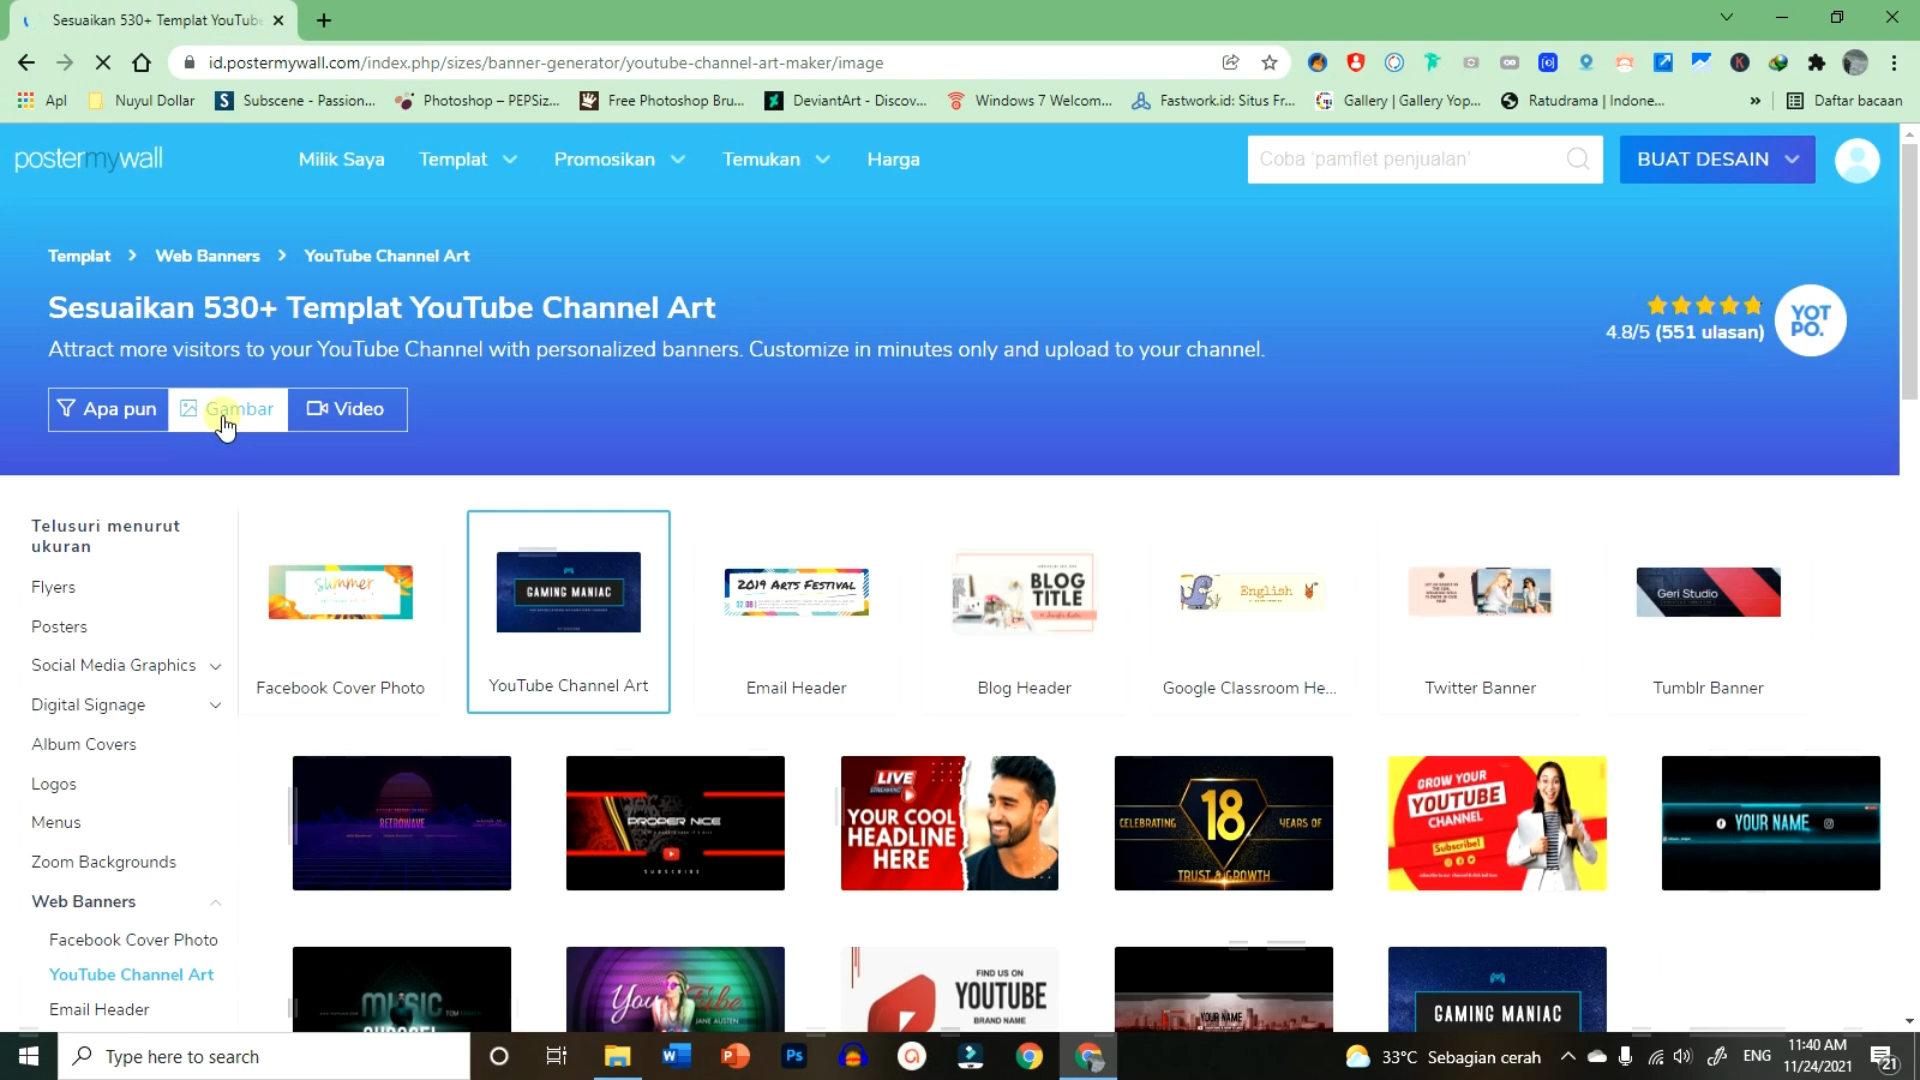 Sesuaikan 530+ Templat YouTube
id.postermywall.com/index.php/sizes/banner-generator/youtube-channel-art-maker/image
Apl
Nuyul Dollar
Subscene - Passion...
Photoshop – PEPSiz...
Free Photoshop Bru...
DeviantArt - Discov...
Windows 7 Welcom...
Fastwork.id: Situs Fr...
Gallery | Gallery Yop...
Ratudrama | Indone...
»
Daftar bacaan
postermywall
Milik Saya
Templat
Promosikan
Temukan
Harga
Coba 'pamflet penjualan'
BUAT DESAIN
Templat > Web Banners > YouTube Channel Art
Sesuaikan 530+ Templat YouTube Channel Art
Attract more visitors to your YouTube Channel with personalized banners. Customize in minutes only and upload to your channel.
4.8/5 (551 ulasan)
YOT
PO.
Apa pun
Gambar
Video
Telusuri menurut
ukuran
Flyers
Posters
Social Media Graphics
Digital Signage
Album Covers
Logos
Menus
Zoom Backgrounds
Web Banners
Facebook Cover Photo
YouTube Channel Art
Email Header
Summer
Facebook Cover Photo
GAMING MANIAC
YouTube Channel Art
2019 ARTS FESTIVAL
Email Header
BLOG
TITLE
Blog Header
English
Google Classroom He...
Twitter Banner
Geri Studio
Tumblr Banner
RETROWAVE
PROPER NICE
SUBSCRIBE
LIVE
STREAMING
YOUR COOL
HEADLINE
HERE
CELEBRATING
18
YEARS OF
TRUST & GROWTH
GROW YOUR
YOUTUBE
CHANNEL
Subscribe!
YOUR NAME
MUSIC
CHANNEL
YouTube
JANE AUSTEN
FIND US ON
YOUTUBE
BRAND NAME
YOUR NAME
GAMING MANIAC
Type here to search
33°C Sebagian cerah
ENG
11:40 AM
11/24/2021
21